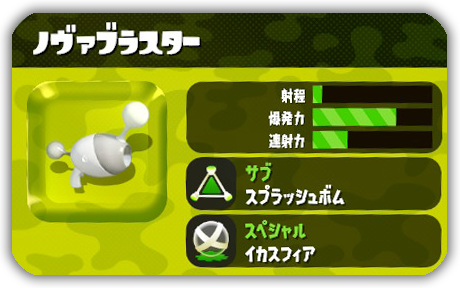 ノヴァブラスター
射程
爆発力
連射力
サブ
スプラッシュボム
スペシャル
イカスフィア